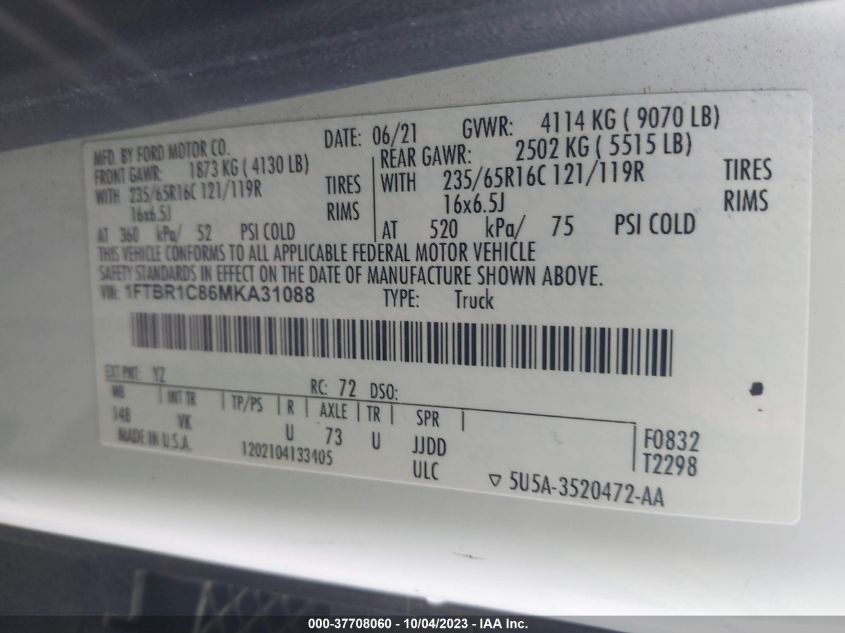 MFD. BY FORD MOTOR CO.
DATE: 06/21 GVWR: 4114 KG ( 9070 LB)
FRONT GAWR: 1873 KG ( 4130 LB)
REAR GAWR: 2502 KG ( 5515 LB)
WITH 235/65R16C 121/119R TIRES
WITH 235/65R16C 121/119R TIRES
16x6.5J RIMS
16x6.5J RIMS
AT 360 kPa/ 52 PSI COLD
AT 520 kPa/ 75 PSI COLD
THIS VEHICLE CONFORMS TO ALL APPLICABLE FEDERAL MOTOR VEHICLE
SAFETY STANDARDS IN EFFECT ON THE DATE OF MANUFACTURE SHOWN ABOVE.
VIN: 1FTBR1C86MKA31088 TYPE: Truck
EXT PNT: YZ RC: 72 DSO:
WB INT TR TP/PS R AXLE TR SPR
148 VK U 73 U JJDD F0832
MADE IN U.S.A. 1202104133405 ULC T2298
5U5A-3520472-AA
000-37708060 - 10/04/2023 - IAA Inc.